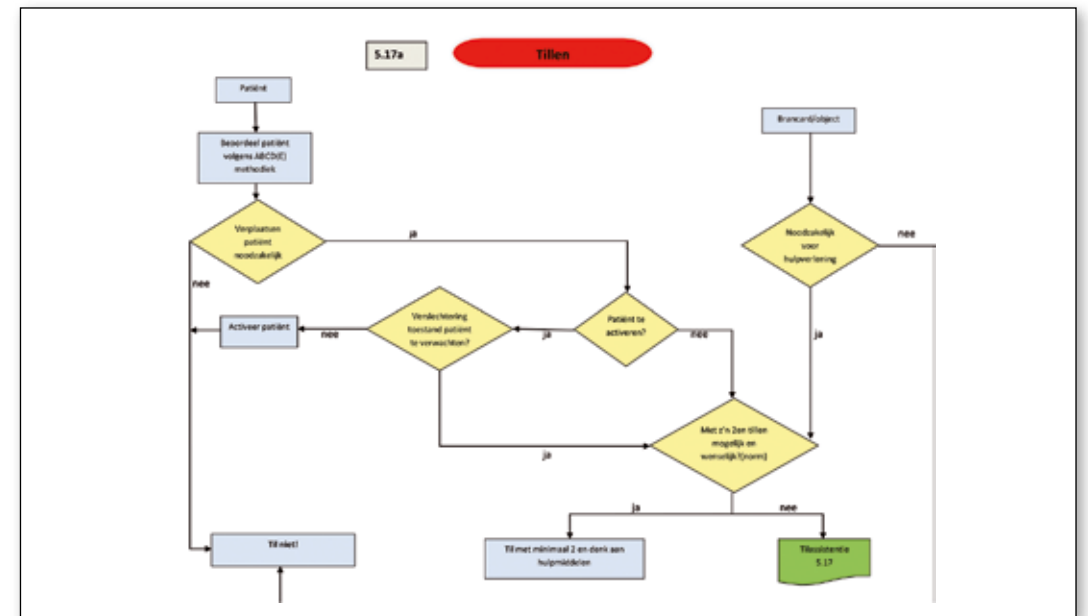 5.17a
Tillen
Patiënt
Beoordeel patiënt
volgens ABCD(E)
methodiek
Brancard/object
Verplaatsen
patiënt
noodzakelijk
ja
nee
Noodzakelijk
voor
hulpverlening
nee
ja
Activeer patiënt
nee
Verslechtering
toestand patiënt
te verwachten?
ja
Patiënt te
activeren?
nee
ja
Met z'n 2en tillen
mogelijk en
wenselijk?(norm)
ja
nee
Til niet!
Til met minimaal 2 en denk aan
hulpmiddelen
Tilassistentie
5.17